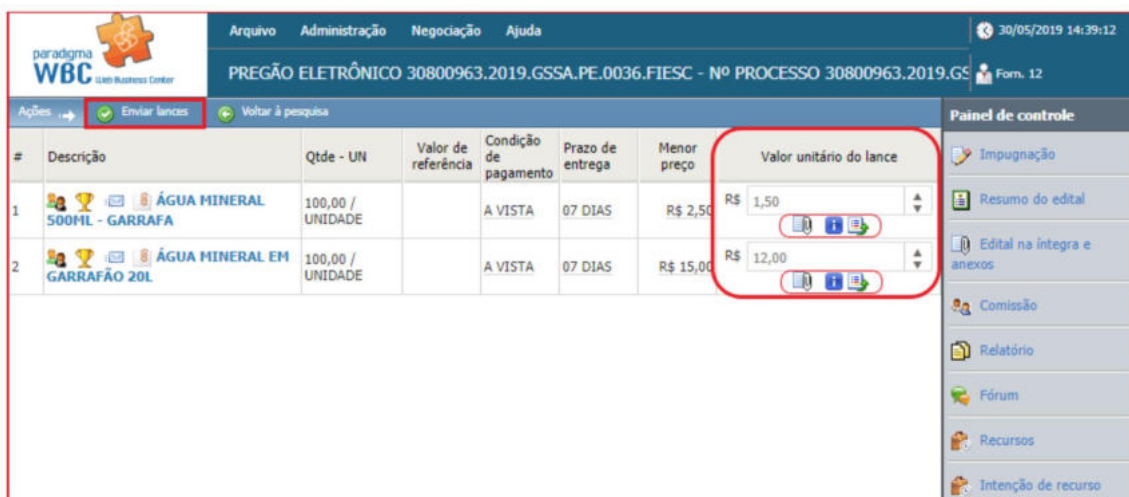 paradigma
WBC Web Business Center
Arquivo Administração Negociação Ajuda
30/05/2019 14:39:12
PREGÃO ELETRÔNICO 30800963.2019.GSSA.PE.0036.FIESC - Nº PROCESSO 30800963.2019.GS
Forn. 12
Ações Enviar lances Voltar à pesquisa
Painel de controle
# Descrição Qtde - UN Valor de referência Condição de pagamento Prazo de entrega Menor preço Valor unitário do lance
1 ÁGUA MINERAL 500ML - GARRAFA 100,00 / UNIDADE A VISTA 07 DIAS R$ 2,50 R$ 1,50
2 ÁGUA MINERAL EM GARRAFÃO 20L 100,00 / UNIDADE A VISTA 07 DIAS R$ 15,00 R$ 12,00
Impugnação
Resumo do edital
Edital na íntegra e
anexos
Comissão
Relatório
Fórum
Recursos
Intenção de recurso